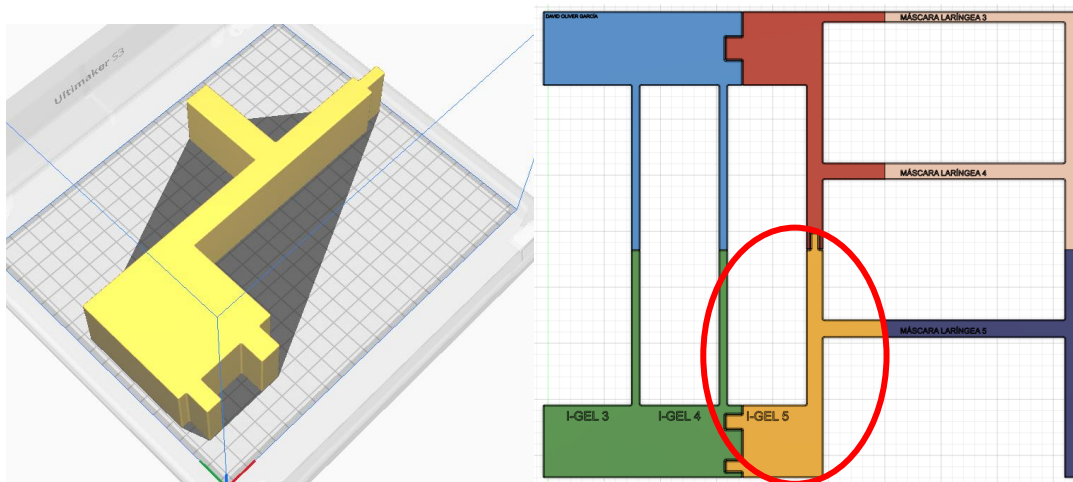 Ultimaker S3
DAVID OLIVER GARCÍA
MÁSCARA LARÍNGEA 3
MÁSCARA LARÍNGEA 4
MÁSCARA LARÍNGEA 5
I-GEL 3
I-GEL 4
I-GEL 5